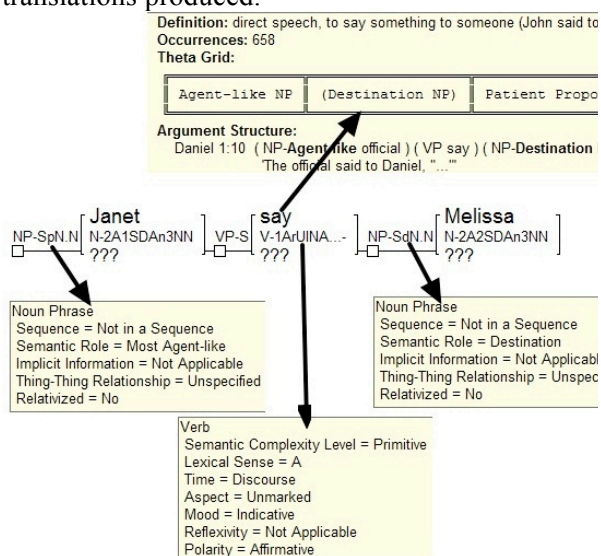 translations produced.
Definition: direct speech, to say something to someone (John said to
Occurrences: 658
Theta Grid:
Agent-like NP (Destination NP) Patient Propo
Argument Structure:
Daniel 1:10 ( NP-Agent-like official ) ( VP say ) ( NP-Destination
'The official said to Daniel, "..."'
Janet say Melissa
NP-SpN.N N-2A1SDAn3NN VP-S V-1ArUINA...- NP-SdN.N N-2A2SDAn3NN
??? ??? ???
Noun Phrase
Sequence = Not in a Sequence
Semantic Role = Most Agent-like
Implicit Information = Not Applicable
Thing-Thing Relationship = Unspecified
Relativized = No
Noun Phrase
Sequence = Not in a Sequence
Semantic Role = Destination
Implicit Information = Not Applicabl
Thing-Thing Relationship = Unspec
Relativized = No
Verb
Semantic Complexity Level = Primitive
Lexical Sense = A
Time = Discourse
Aspect = Unmarked
Mood = Indicative
Reflexivity = Not Applicable
Polarity = Affirmative